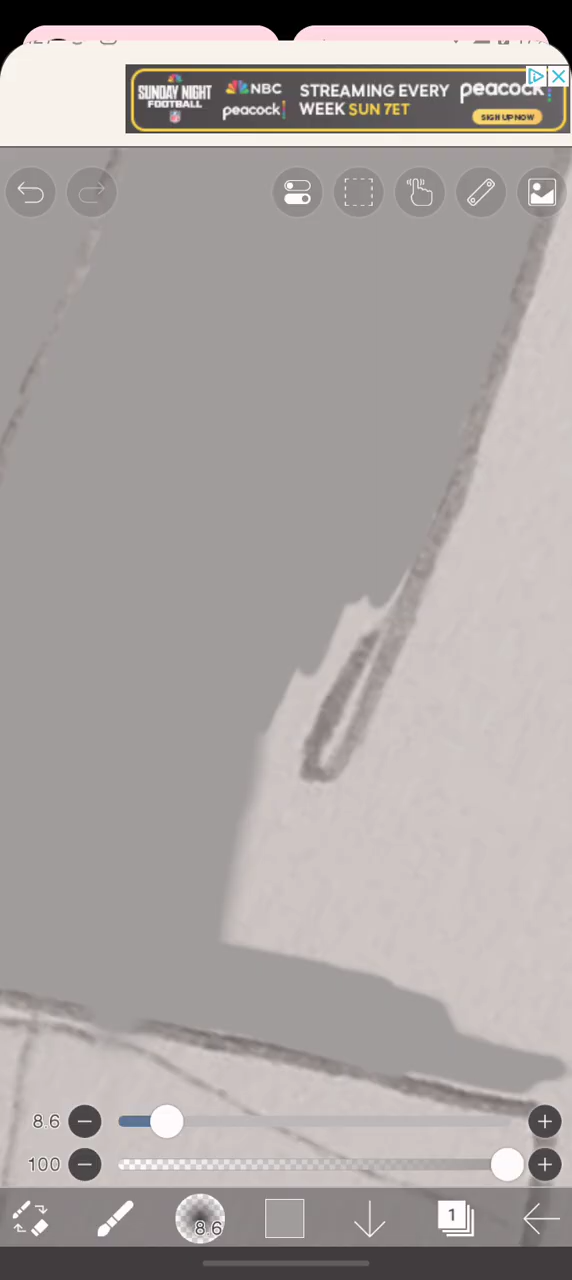 SUNDAY NIGHT
FOOTBALL
NBC
peacock
STREAMING EVERY
WEEK SUN 7ET
peacock
SIGN UP NOW
8.6
100
8.6
1